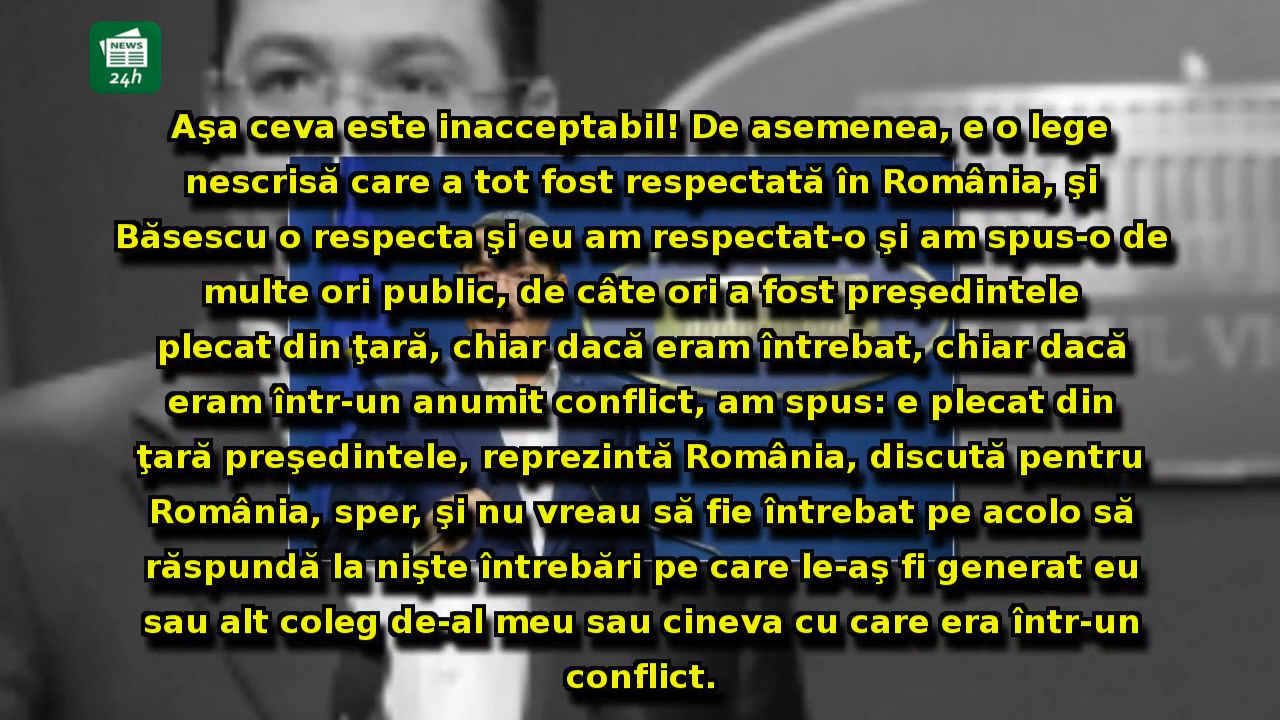 NEWS
24h
Aşa ceva este inacceptabil! De asemenea, e o lege
nescrisă care a tot fost respectată în România, şi
Băsescu o respecta şi eu am respectat-o şi am spus-o de
multe ori public, de câte ori a fost preşedintele
plecat din ţară, chiar dacă eram întrebat, chiar dacă
eram într-un anumit conflict, am spus: e plecat din
ţară preşedintele, reprezintă România, discută pentru
România, sper, şi nu vreau să fie întrebat pe acolo să
răspundă la nişte întrebări pe care le-aş fi generat eu
sau alt coleg de-al meu sau cineva cu care era într-un
conflict.